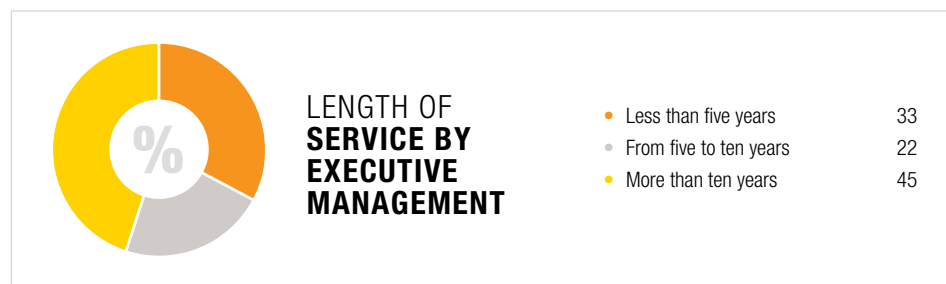 %
LENGTH OF
SERVICE BY
EXECUTIVE
MANAGEMENT
Less than five years 33
From five to ten years 22
More than ten years 45